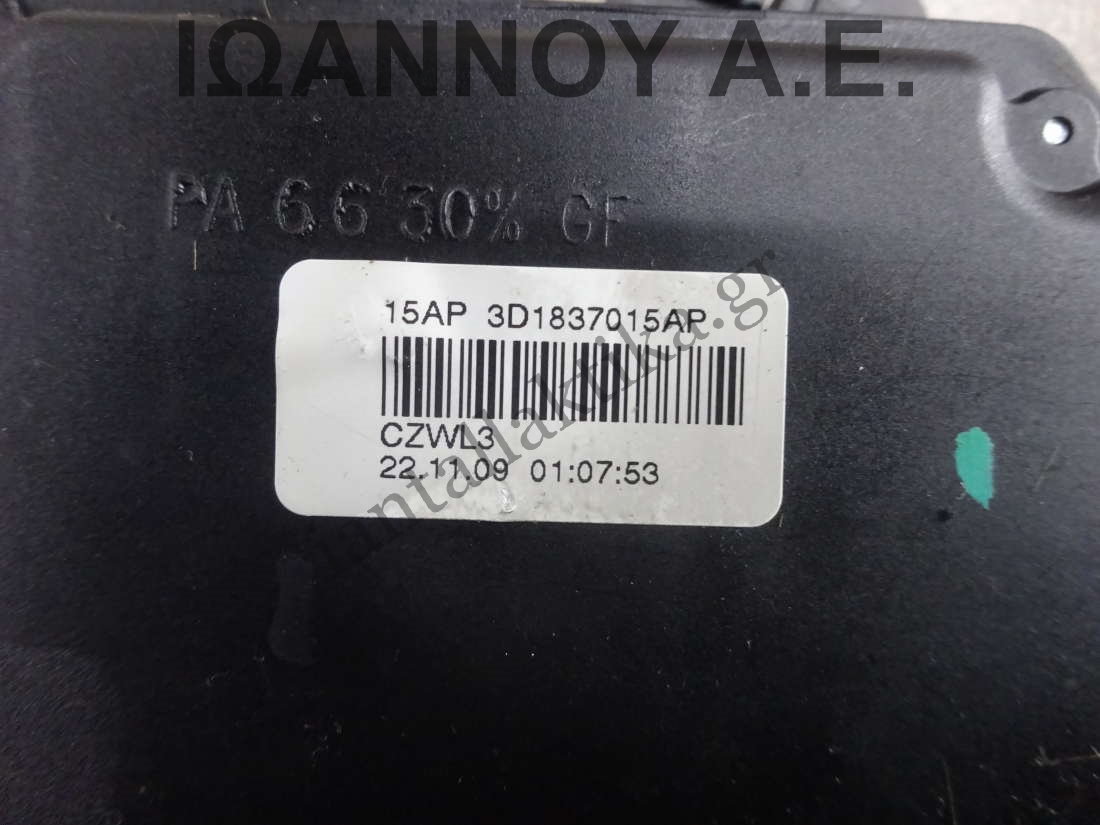 ΙΩΑΝΝΟΥ Α.Ε.
PA 6.6 30% GF
15AP 3D1837015AP
CZWL3
22.11.09 01:07:53
antallaktika.gr